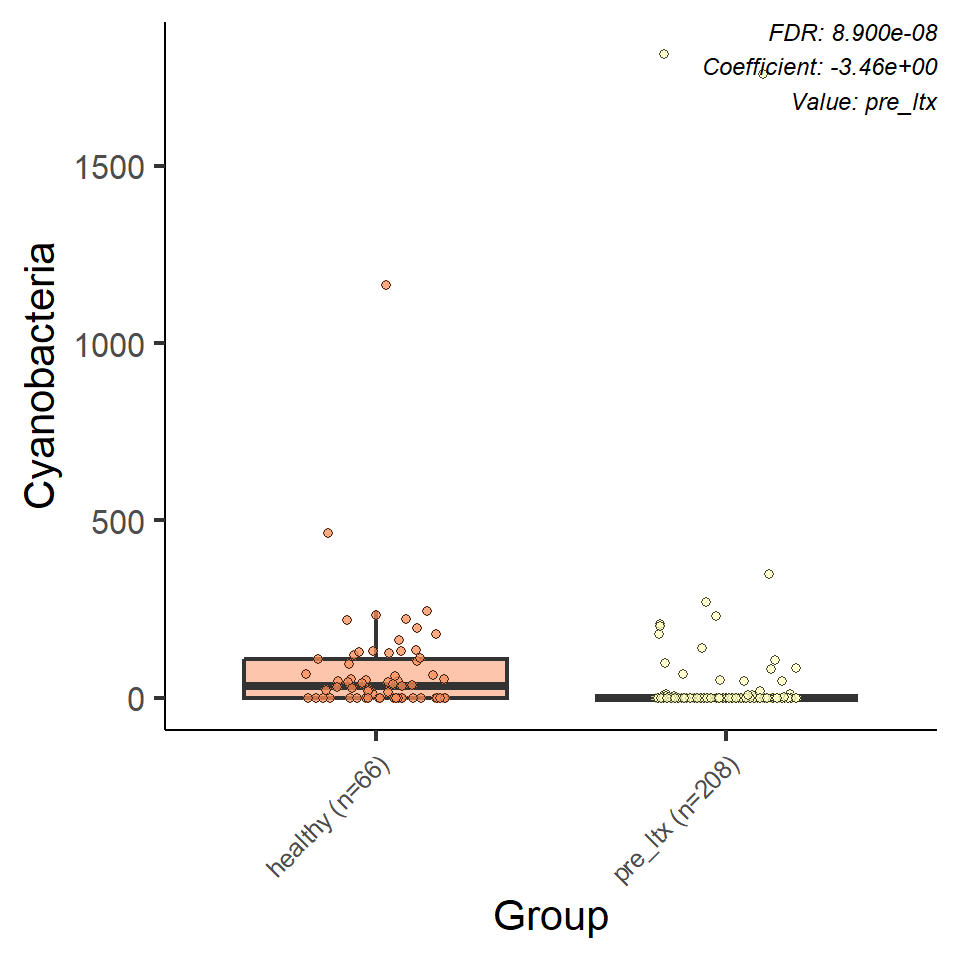 FDR: 8.900e-08
Coefficient: -3.46e+00
Value: pre_ltx
1500
1000
500
0
Cyanobacteria
healthy (n=66)
pre_ltx (n=208)
Group